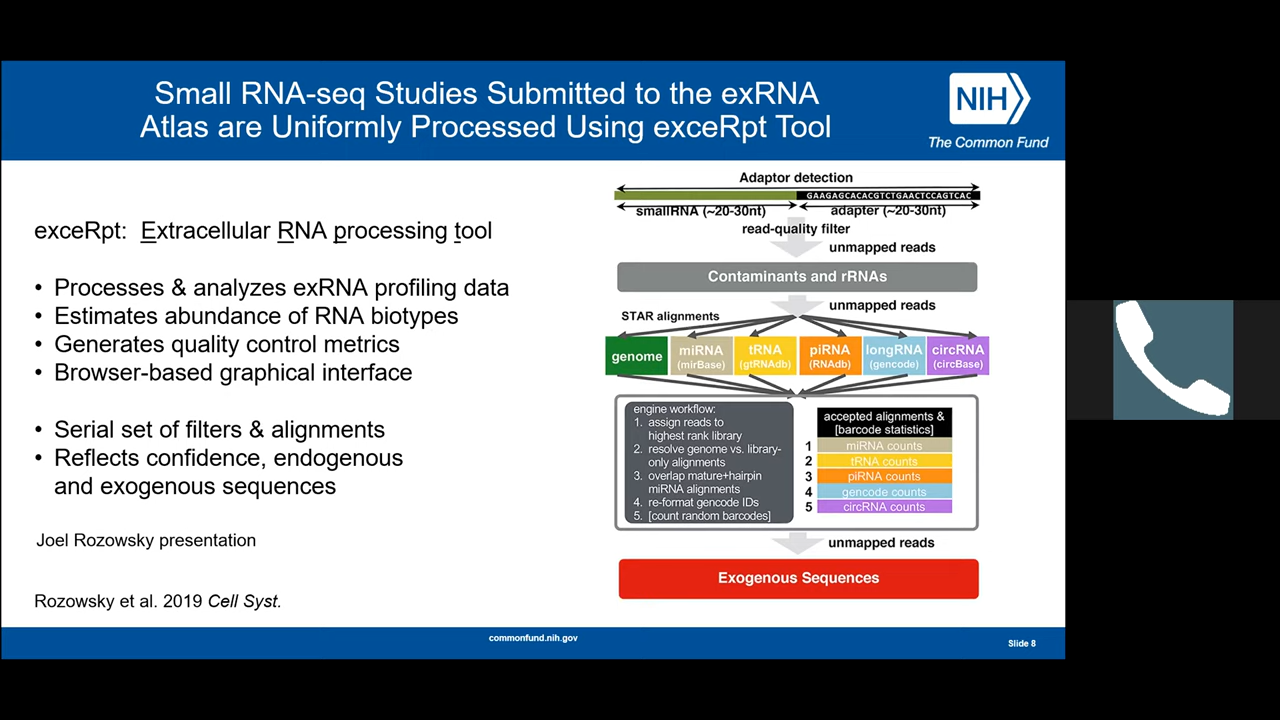 Small RNA-seq Studies Submitted to the exRNA
Atlas are Uniformly Processed Using exceRpt Tool
NIH
The Common Fund
exceRpt: Extracellular RNA processing tool
• Processes & analyzes exRNA profiling data
• Estimates abundance of RNA biotypes
• Generates quality control metrics
• Browser-based graphical interface
• Serial set of filters & alignments
• Reflects confidence, endogenous
and exogenous sequences
Joel Rozowsky presentation
Rozowsky et al. 2019 Cell Syst.
Adaptor detection
GAAGAGCACACGTCTGAACTCCAGTCAC
smallRNA (~20-30nt)
adapter (~20-30nt)
read-quality filter
unmapped reads
Contaminants and rRNAs
unmapped reads
STAR alignments
genome
miRNA
(mirBase)
tRNA
(gtRNAdb)
piRNA
(RNAdb)
longRNA
(gencode)
circRNA
(circBase)
engine workflow:
1. assign reads to
highest rank library
2. resolve genome vs. library-
only alignments
3. overlap mature+hairpin
miRNA alignments
4. re-format gencode IDs
5. [count random barcodes]
accepted alignments &
[barcode statistics]
1 miRNA counts
2 tRNA counts
3 piRNA counts
4 gencode counts
5 circRNA counts
unmapped reads
Exogenous Sequences
commonfund.nih.gov
Slide 8